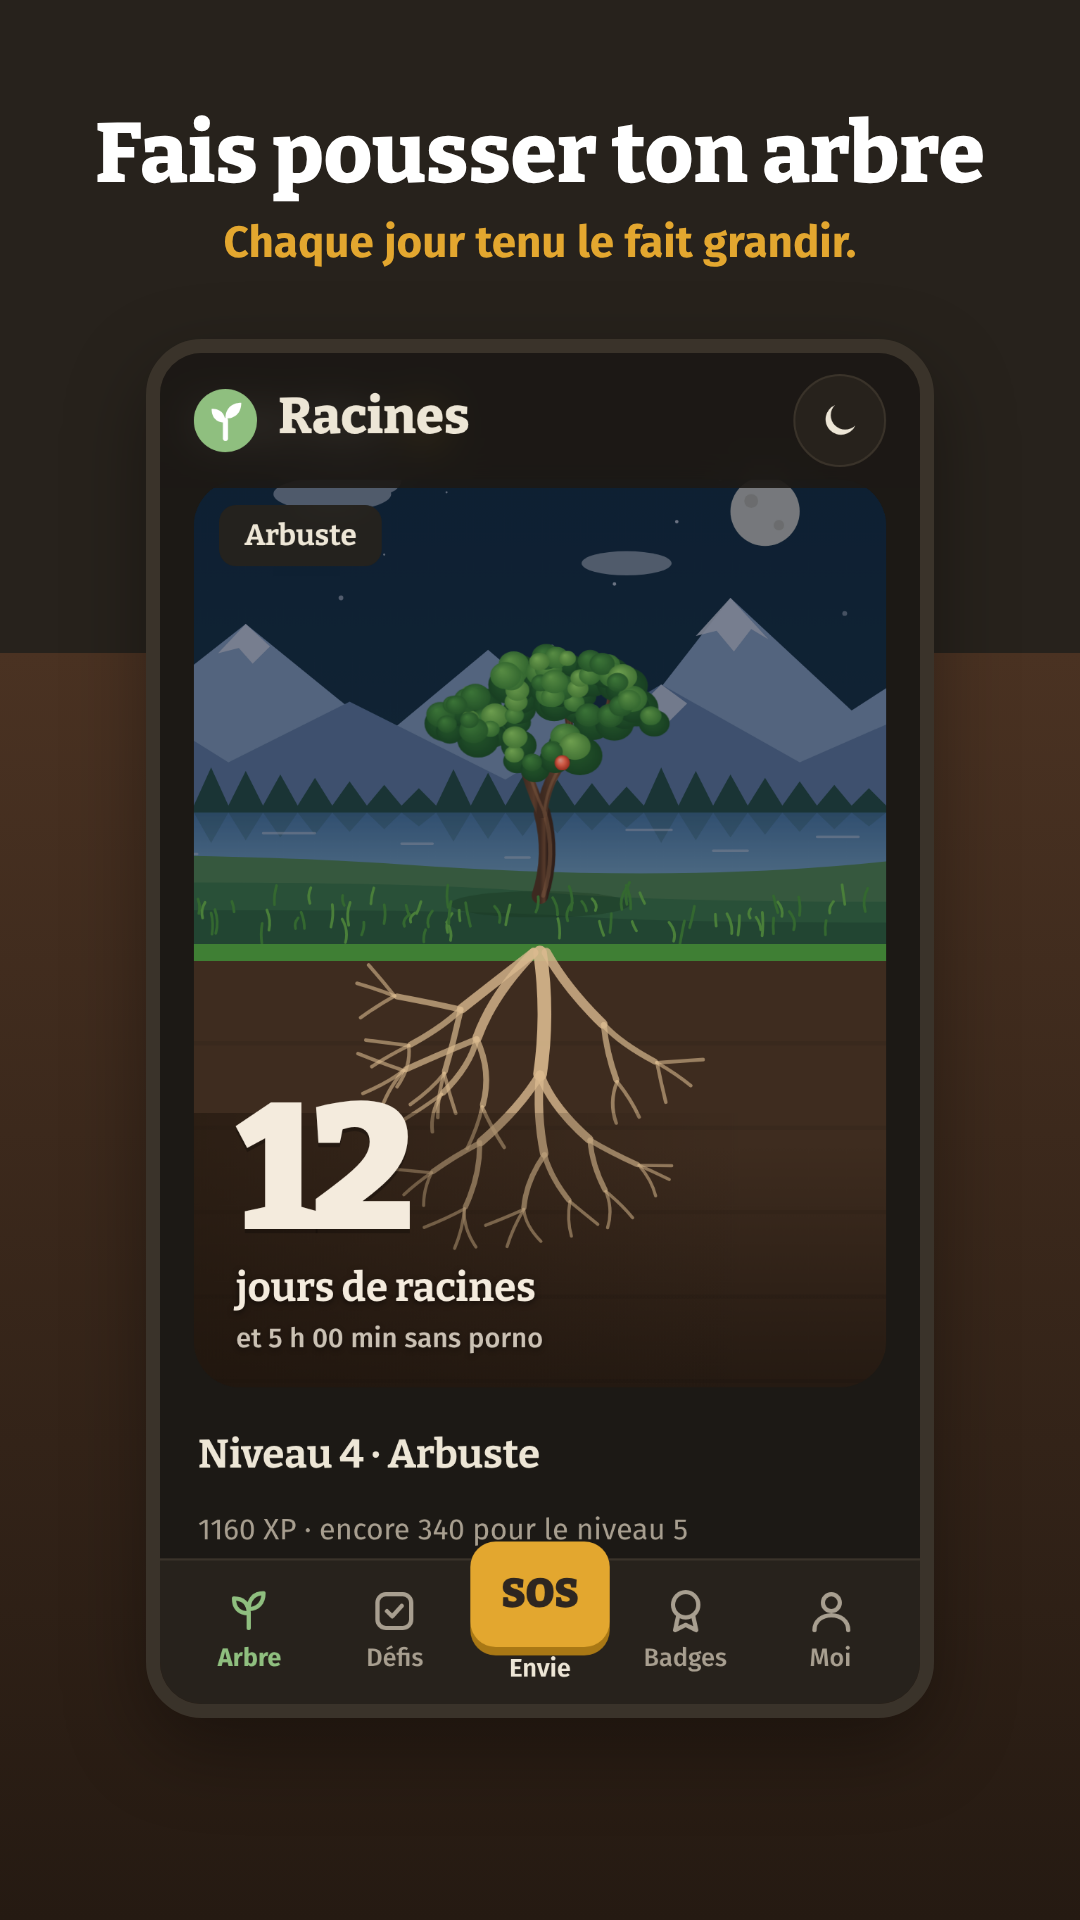 Fais pousser ton arbre
Chaque jour tenu le fait grandir.
Racines
Arbuste
12
jours de racines
et 5 h 00 min sans porno
Niveau 4 · Arbuste
1160 XP · encore 340 pour le niveau 5
SOS
Arbre
Défis
Envie
Badges
Moi